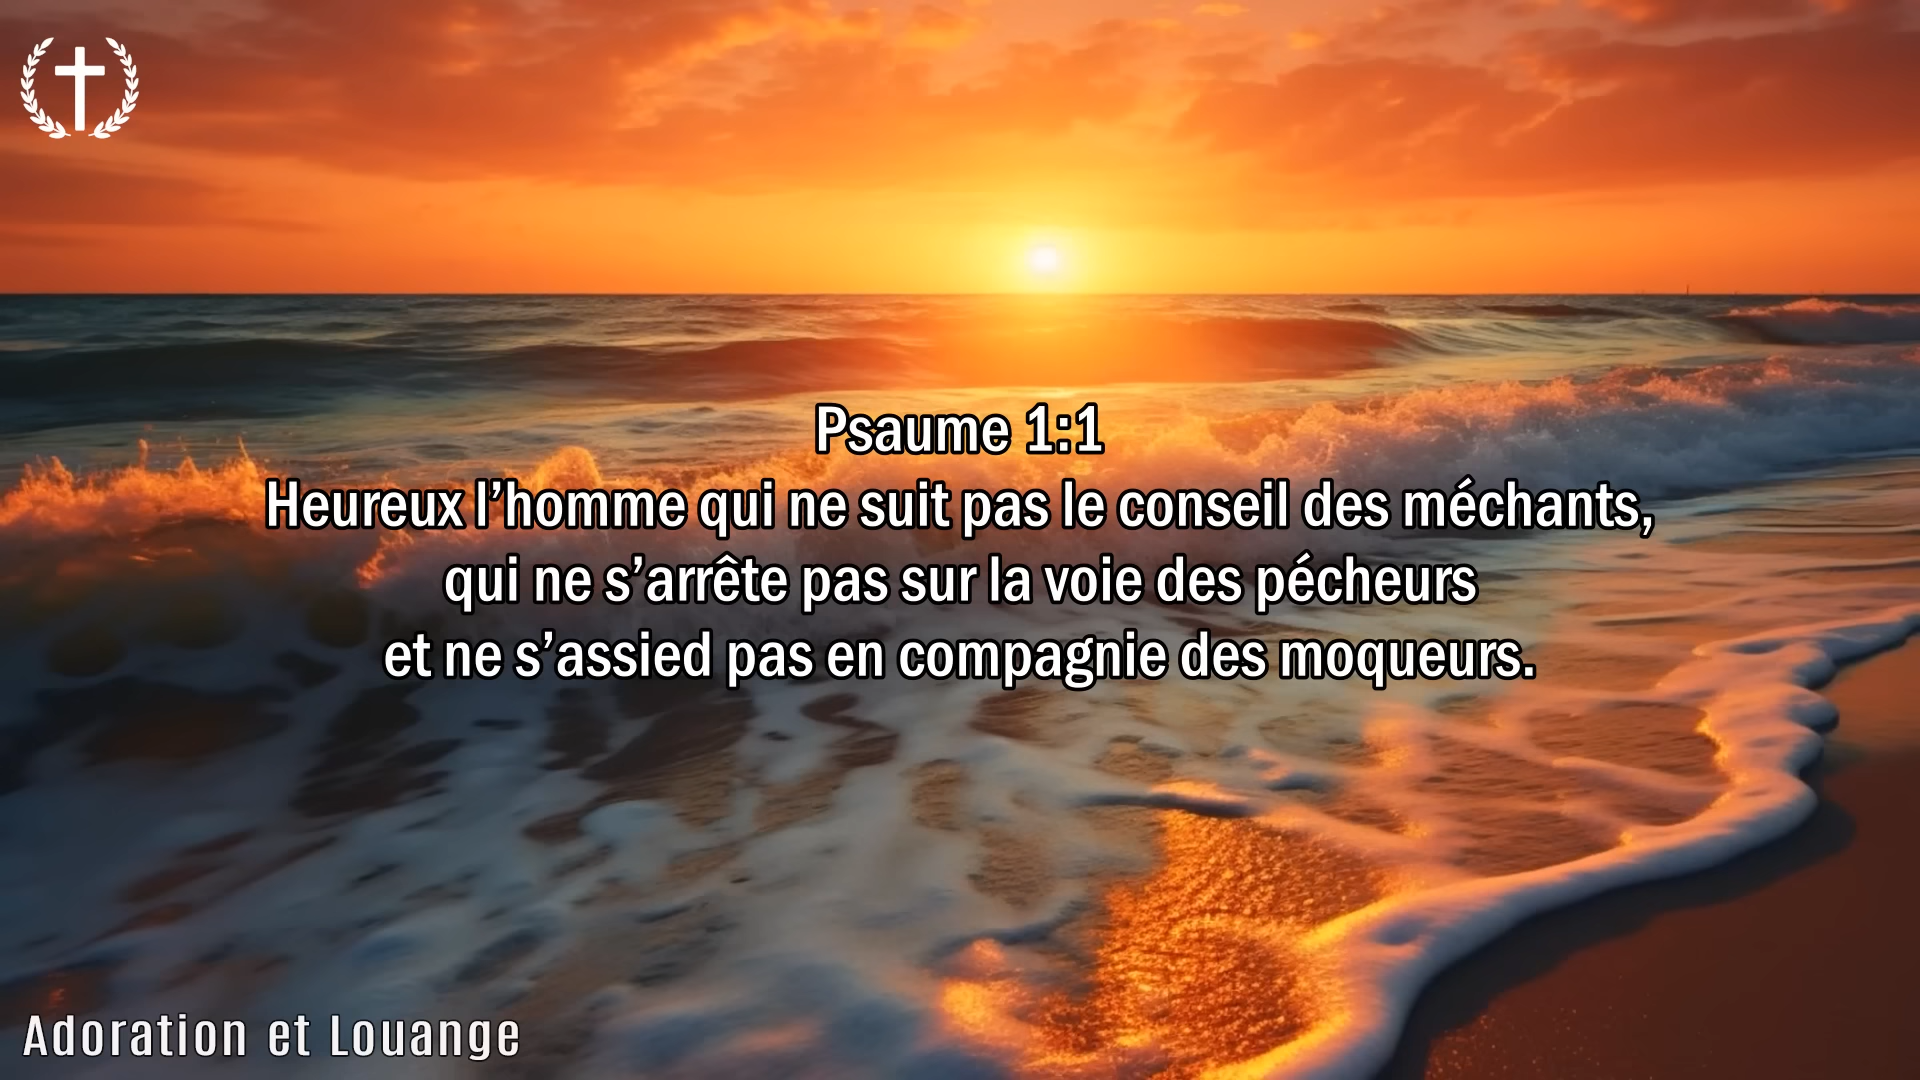 Psaume 1:1
Heureux l’homme qui ne suit pas le conseil des méchants,
qui ne s’arrête pas sur la voie des pécheurs
et ne s’assied pas en compagnie des moqueurs.
Adoration et Louange